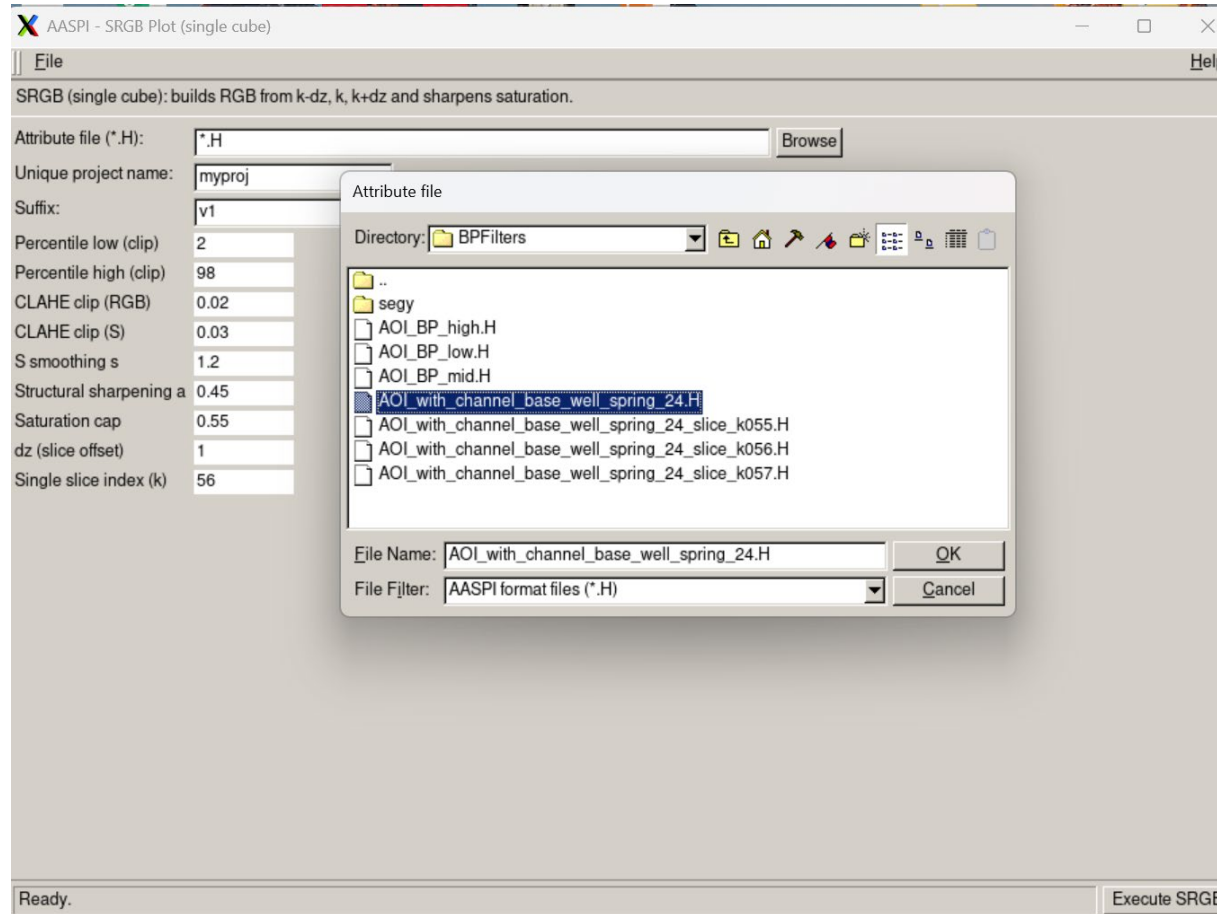 AASPI - SRGB Plot (single cube)
File
Hel
SRGB (single cube): builds RGB from k-dz, k, k+dz and sharpens saturation.
Attribute file (*.H): *.H Browse
Unique project name: myproj
Suffix: v1
Percentile low (clip) 2
Percentile high (clip) 98
CLAHE clip (RGB) 0.02
CLAHE clip (S) 0.03
S smoothing s 1.2
Structural sharpening a 0.45
Saturation cap 0.55
dz (slice offset) 1
Single slice index (k) 56
Attribute file
Directory: BPFilters
..
segy
AOI_BP_high.H
AOI_BP_low.H
AOI_BP_mid.H
AOI_with_channel_base_well_spring_24.H
AOI_with_channel_base_well_spring_24_slice_k055.H
AOI_with_channel_base_well_spring_24_slice_k056.H
AOI_with_channel_base_well_spring_24_slice_k057.H
File Name: AOI_with_channel_base_well_spring_24.H OK
File Filter: AASPI format files (*.H) Cancel
Ready.
Execute SRGB